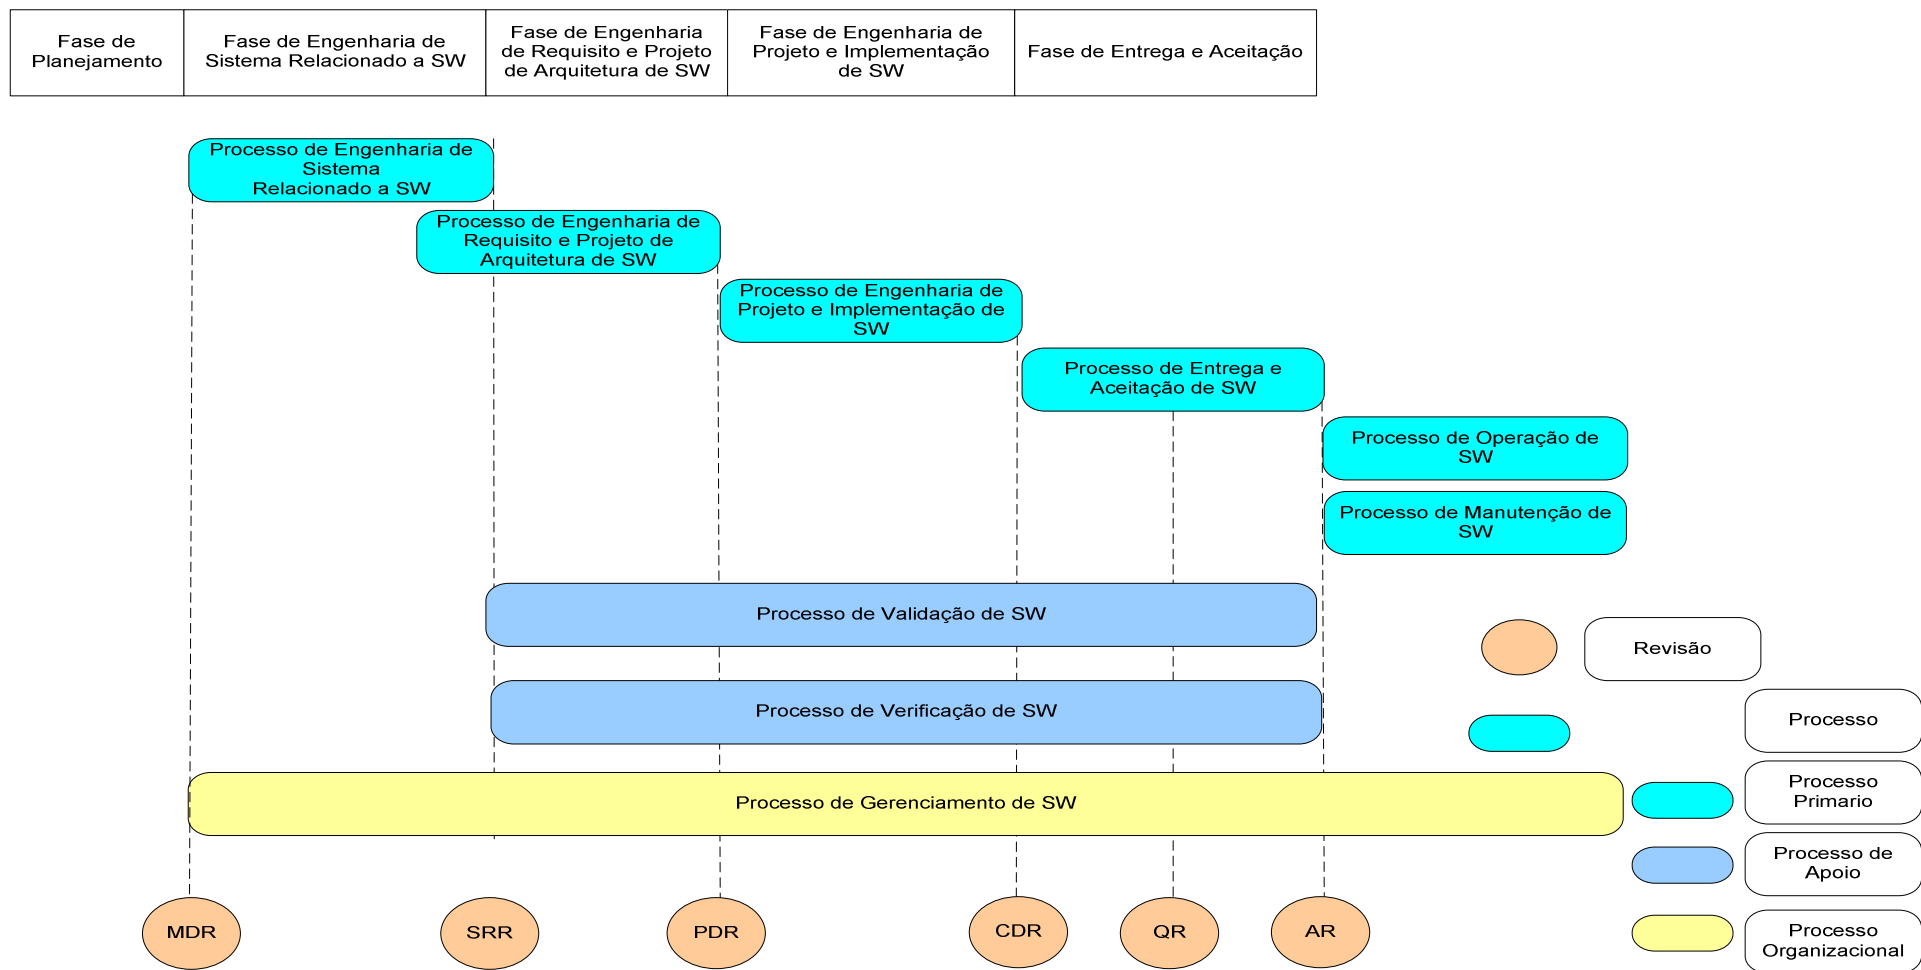 Fase de
Planejamento
Fase de Engenharia de
Sistema Relacionado a SW
Fase de Engenharia
de Requisito e Projeto
de Arquitetura de SW
Fase de Engenharia de
Projeto e Implementação
de SW
Fase de Entrega e Aceitação
Processo de Engenharia de
Sistema
Relacionado a SW
Processo de Engenharia de
Requisito e Projeto de
Arquitetura de SW
Processo de Engenharia de
Projeto e Implementação de
SW
Processo de Entrega e
Aceitação de SW
Processo de Operação de
SW
Processo de Manutenção de
SW
Processo de Validação de SW
Revisão
Processo de Verificação de SW
Processo
Processo de Gerenciamento de SW
Processo
Primario
Processo de
Apoio
MDR
SRR
PDR
CDR
QR
AR
Processo
Organizacional